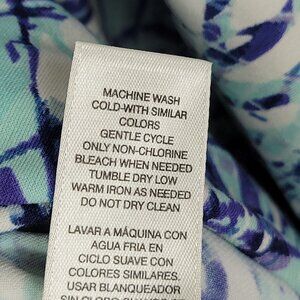 MACHINE WASH
COLD-WITH SIMILAR
COLORS
GENTLE CYCLE
ONLY NON-CHLORINE
BLEACH WHEN NEEDED
TUMBLE DRY LOW
WARM IRON AS NEEDED
DO NOT DRY CLEAN
LAVAR A MÁQUINA CON
AGUA FRIA EN
CICLO SUAVE CON
COLORES SIMILARES.
USAR BLANQUEADOR
SIN CLORO